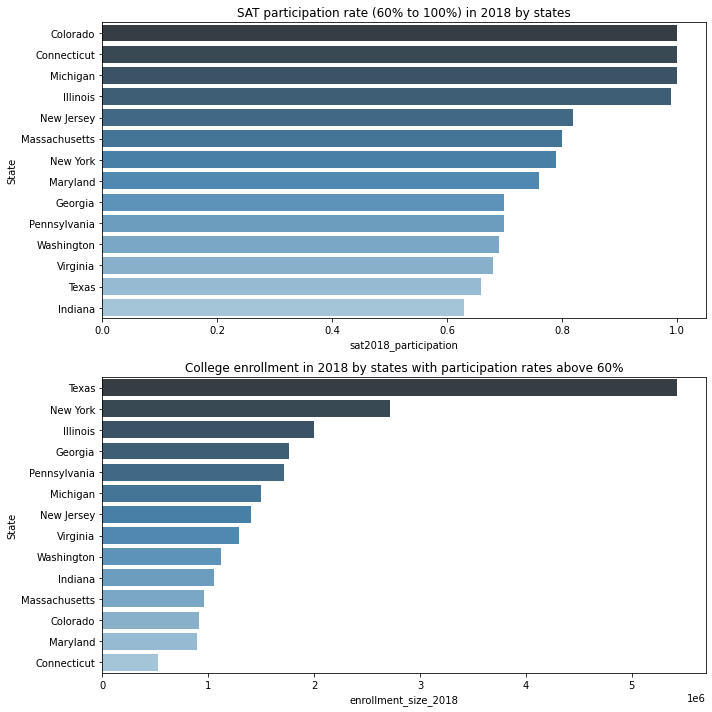 SAT participation rate (60% to 100%) in 2018 by states
State
Colorado
Connecticut
Michigan
Illinois
New Jersey
Massachusetts
New York
Maryland
Georgia
Pennsylvania
Washington
Virginia
Texas
Indiana
0.0 0.2 0.4 0.6 0.8 1.0
sat2018_participation
College enrollment in 2018 by states with participation rates above 60%
State
Texas
New York
Illinois
Georgia
Pennsylvania
Michigan
New Jersey
Virginia
Washington
Indiana
Massachusetts
Colorado
Maryland
Connecticut
0 1 2 3 4 5
1e6
enrollment_size_2018